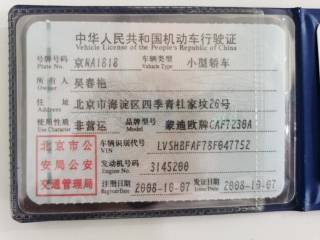 中华人民共和国机动车行驶证
Vehicle License of the People's Republic of China
号牌号码 京NA1818 车辆类型 小型轿车
Plate No. Vehicle Type
所有人 吴春艳
Owner
住址 北京市海淀区四季青杜家坟26号
Address
使用性质 非营运 品牌型号 蒙迪欧牌CAF7230A
Use Character Model
车辆识别代号 LVSHBFAF78F047752
VIN
发动机号码 3145200
Engine No.
注册日期 2008-10-07 发证日期 2008-10-07
Register Date Issue Date
北京市公
安局公安
交通管理局